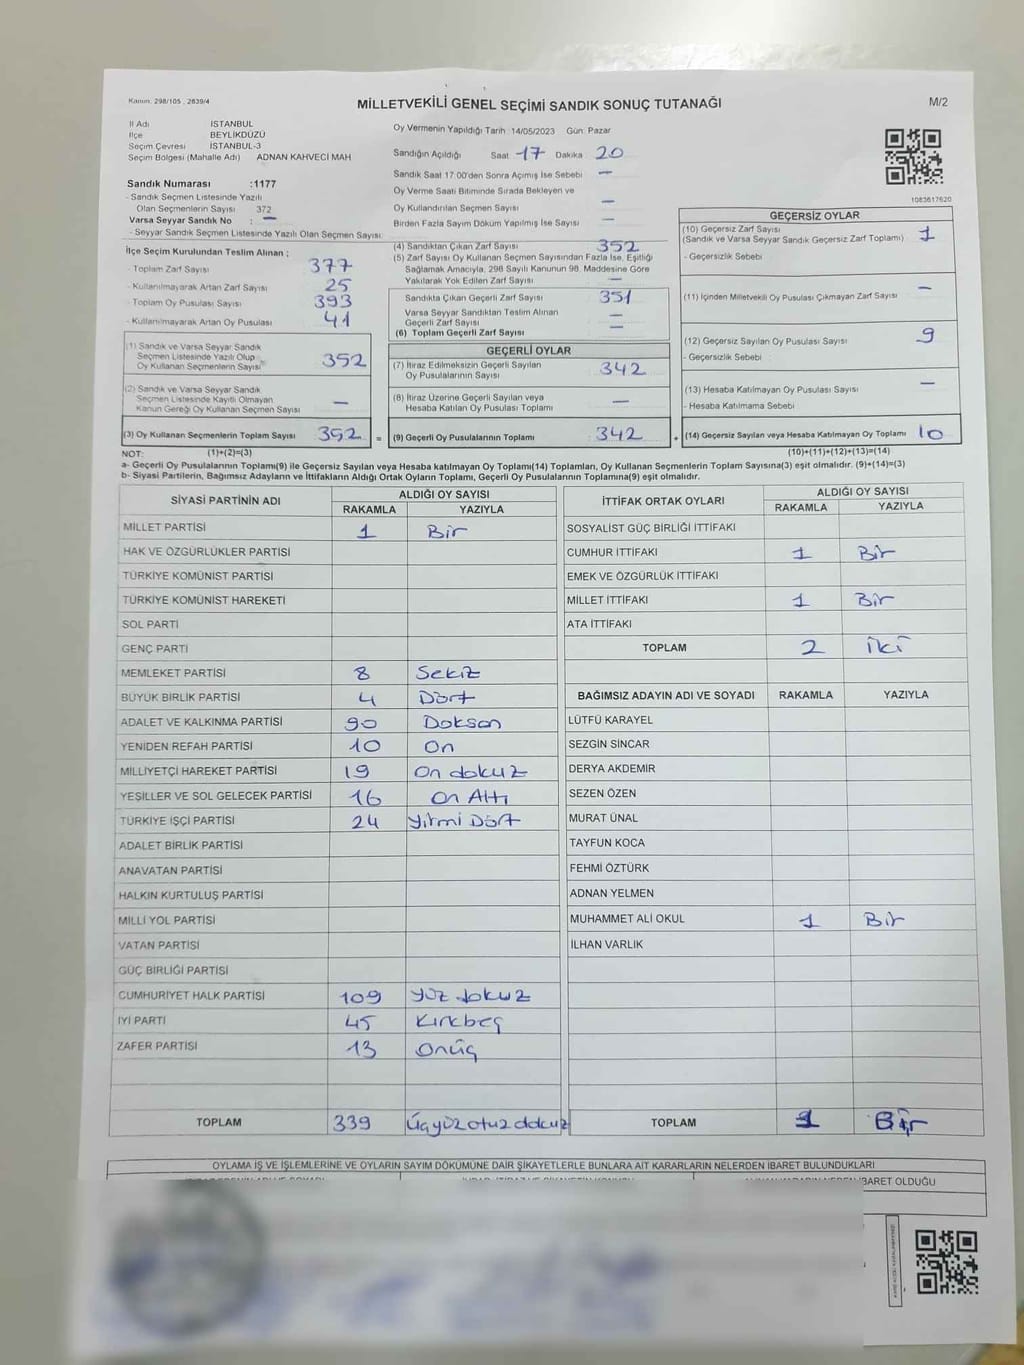 Kanun: 298/105 , 2839/4
MİLLETVEKİLİ GENEL SEÇİMİ SANDIK SONUÇ TUTANAĞI
M/2
İl Adı İSTANBUL
İlçe BEYLİKDÜZÜ
Seçim Çevresi İSTANBUL-3
Seçim Bölgesi (Mahalle Adı) ADNAN KAHVECİ MAH
Oy Vermenin Yapıldığı Tarih 14/05/2023 Gün: Pazar
Sandığın Açıldığı Saat 17 Dakika 20
Sandık Saat 17:00'den Sonra Açımış İse Sebebi —
Oy Verme Saati Bitiminde Sırada Bekleyen ve
Oy Kullandırılan Seçmen Sayısı —
Birden Fazla Sayım Döküm Yapılmış İse Sayısı —
1083617620
Sandık Numarası :1177
- Sandık Seçmen Listesinde Yazılı
Olan Seçmenlerin Sayısı 372
Varsa Seyyar Sandık No : —
- Seyyar Sandık Seçmen Listesinde Yazılı Olan Seçmen Sayısı:
İlçe Seçim Kurulundan Teslim Alınan ;
- Toplam Zarf Sayısı 377
- Kullanılmayarak Artan Zarf Sayısı 25
- Toplam Oy Pusulası Sayısı 393
- Kullanılmayarak Artan Oy Pusulası 41
(1) Sandık ve Varsa Seyyar Sandık
Seçmen Listesinde Yazılı Olup
Oy Kullanan Seçmenlerin Sayısı 352
(2) Sandık ve Varsa Seyyar Sandık
Seçmen Listesinde Kayıtlı Olmayan
Kanun Gereği Oy Kullanan Seçmen Sayısı —
(3) Oy Kullanan Seçmenlerin Toplam Sayısı 352 =
(4) Sandıktan Çıkan Zarf Sayısı 352
(5) Zarf Sayısı Oy Kullanan Seçmen Sayısından Fazla İse, Eşitliği
Sağlamak Amacıyla, 298 Sayılı Kanunun 98. Maddesine Göre
Yakılarak Yok Edilen Zarf Sayısı —
Sandıkta Çıkan Geçerli Zarf Sayısı 351
Varsa Seyyar Sandıktan Teslim Alınan
Geçerli Zarf Sayısı —
(6) Toplam Geçerli Zarf Sayısı —
GEÇERLİ OYLAR
(7) İtiraz Edilmeksizin Geçerli Sayılan
Oy Pusulalarının Sayısı 342
(8) İtiraz Üzerine Geçerli Sayılan veya
Hesaba Katılan Oy Pusulası Toplamı —
(9) Geçerli Oy Pusulalarının Toplamı 342 +
GEÇERSİZ OYLAR
(10) Geçersiz Zarf Sayısı 1
(Sandık ve Varsa Seyyar Sandık Geçersiz Zarf Toplamı)
- Geçersizlik Sebebi
(11) İçinden Milletvekili Oy Pusulası Çıkmayan Zarf Sayısı —
(12) Geçersiz Sayılan Oy Pusulası Sayısı 9
- Geçersizlik Sebebi
(13) Hesaba Katılmayan Oy Pusulası Sayısı —
- Hesaba Katılmama Sebebi
(14) Geçersiz Sayılan veya Hesaba Katılmayan Oy Pusulası Toplamı 10
NOT: (1)+(2)=(3)
(10)+(11)+(12)+(13)=(14)
a- Geçerli Oy Pusulalarının Toplamı(9) ile Geçersiz Sayılan veya Hesaba katılmayan Oy Toplamı(14) Toplamları, Oy Kullanan Seçmenlerin Toplam Sayısına(3) eşit olmalıdır. (9)+(14)=(3)
b- Siyasi Partilerin, Bağımsız Adayların ve İttifakların Aldığı Ortak Oyların Toplamı, Geçerli Oy Pusulalarının Toplamına(9) eşit olmalıdır.
SİYASİ PARTİNİN ADI ALDIĞI OY SAYISI
RAKAMLA YAZIYLA
MİLLET PARTİSİ 1 Bir
HAK VE ÖZGÜRLÜKLER PARTİSİ
TÜRKİYE KOMÜNİST PARTİSİ
TÜRKİYE KOMÜNİST HAREKETİ
SOL PARTİ
GENÇ PARTİ
MEMLEKET PARTİSİ 8 Sekiz
BÜYÜK BİRLİK PARTİSİ 4 Dört
ADALET VE KALKINMA PARTİSİ 90 Doksan
YENİDEN REFAH PARTİSİ 10 On
MİLLİYETÇİ HAREKET PARTİSİ 19 On dokuz
YEŞİLLER VE SOL GELECEK PARTİSİ 16 On Altı
TÜRKİYE İŞÇİ PARTİSİ 24 Yirmi Dört
ADALET BİRLİK PARTİSİ
ANAVATAN PARTİSİ
HALKIN KURTULUŞ PARTİSİ
MİLLİ YOL PARTİSİ
VATAN PARTİSİ
GÜÇ BİRLİĞİ PARTİSİ
CUMHURİYET HALK PARTİSİ 109 Yüz dokuz
İYİ PARTİ 45 Kırkbeş
ZAFER PARTİSİ 13 Onüç
TOPLAM 339 Üçyüz otuz dokuz
İTTİFAK ORTAK OYLARI ALDIĞI OY SAYISI
RAKAMLA YAZIYLA
SOSYALİST GÜÇ BİRLİĞİ İTTİFAKI
CUMHUR İTTİFAKI 1 Bir
EMEK VE ÖZGÜRLÜK İTTİFAKI
MİLLET İTTİFAKI 1 Bir
ATA İTTİFAKI
TOPLAM 2 İki
BAĞIMSIZ ADAYIN ADI VE SOYADI RAKAMLA YAZIYLA
LÜTFÜ KARAYEL
SEZGİN SİNCAR
DERYA AKDEMİR
SEZEN ÖZEN
MURAT ÜNAL
TAYFUN KOCA
FEHMİ ÖZTÜRK
ADNAN YELMEN
MUHAMMET ALİ OKUL 1 Bir
İLHAN VARLIK
TOPLAM 1 Bir
OYLAMA İŞ VE İŞLEMLERİNE VE OYLARIN SAYIM DÖKÜMÜNE DAİR ŞİKAYETLERLE BUNLARA AİT KARARLARIN NELERDEN İBARET BULUNDUKLARI
İBARET OLDUĞU